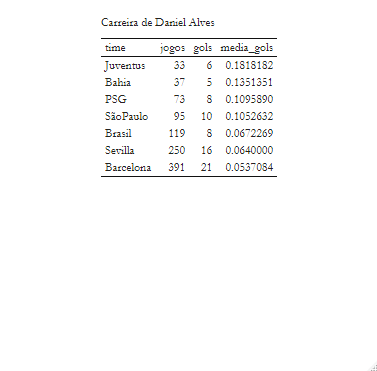 Carreira de Daniel Alves
time jogos gols media_gols
Juventus 33 6 0.1818182
Bahia 37 5 0.1351351
PSG 73 8 0.1095890
SãoPaulo 95 10 0.1052632
Brasil 119 8 0.0672269
Sevilla 250 16 0.0640000
Barcelona 391 21 0.0537084